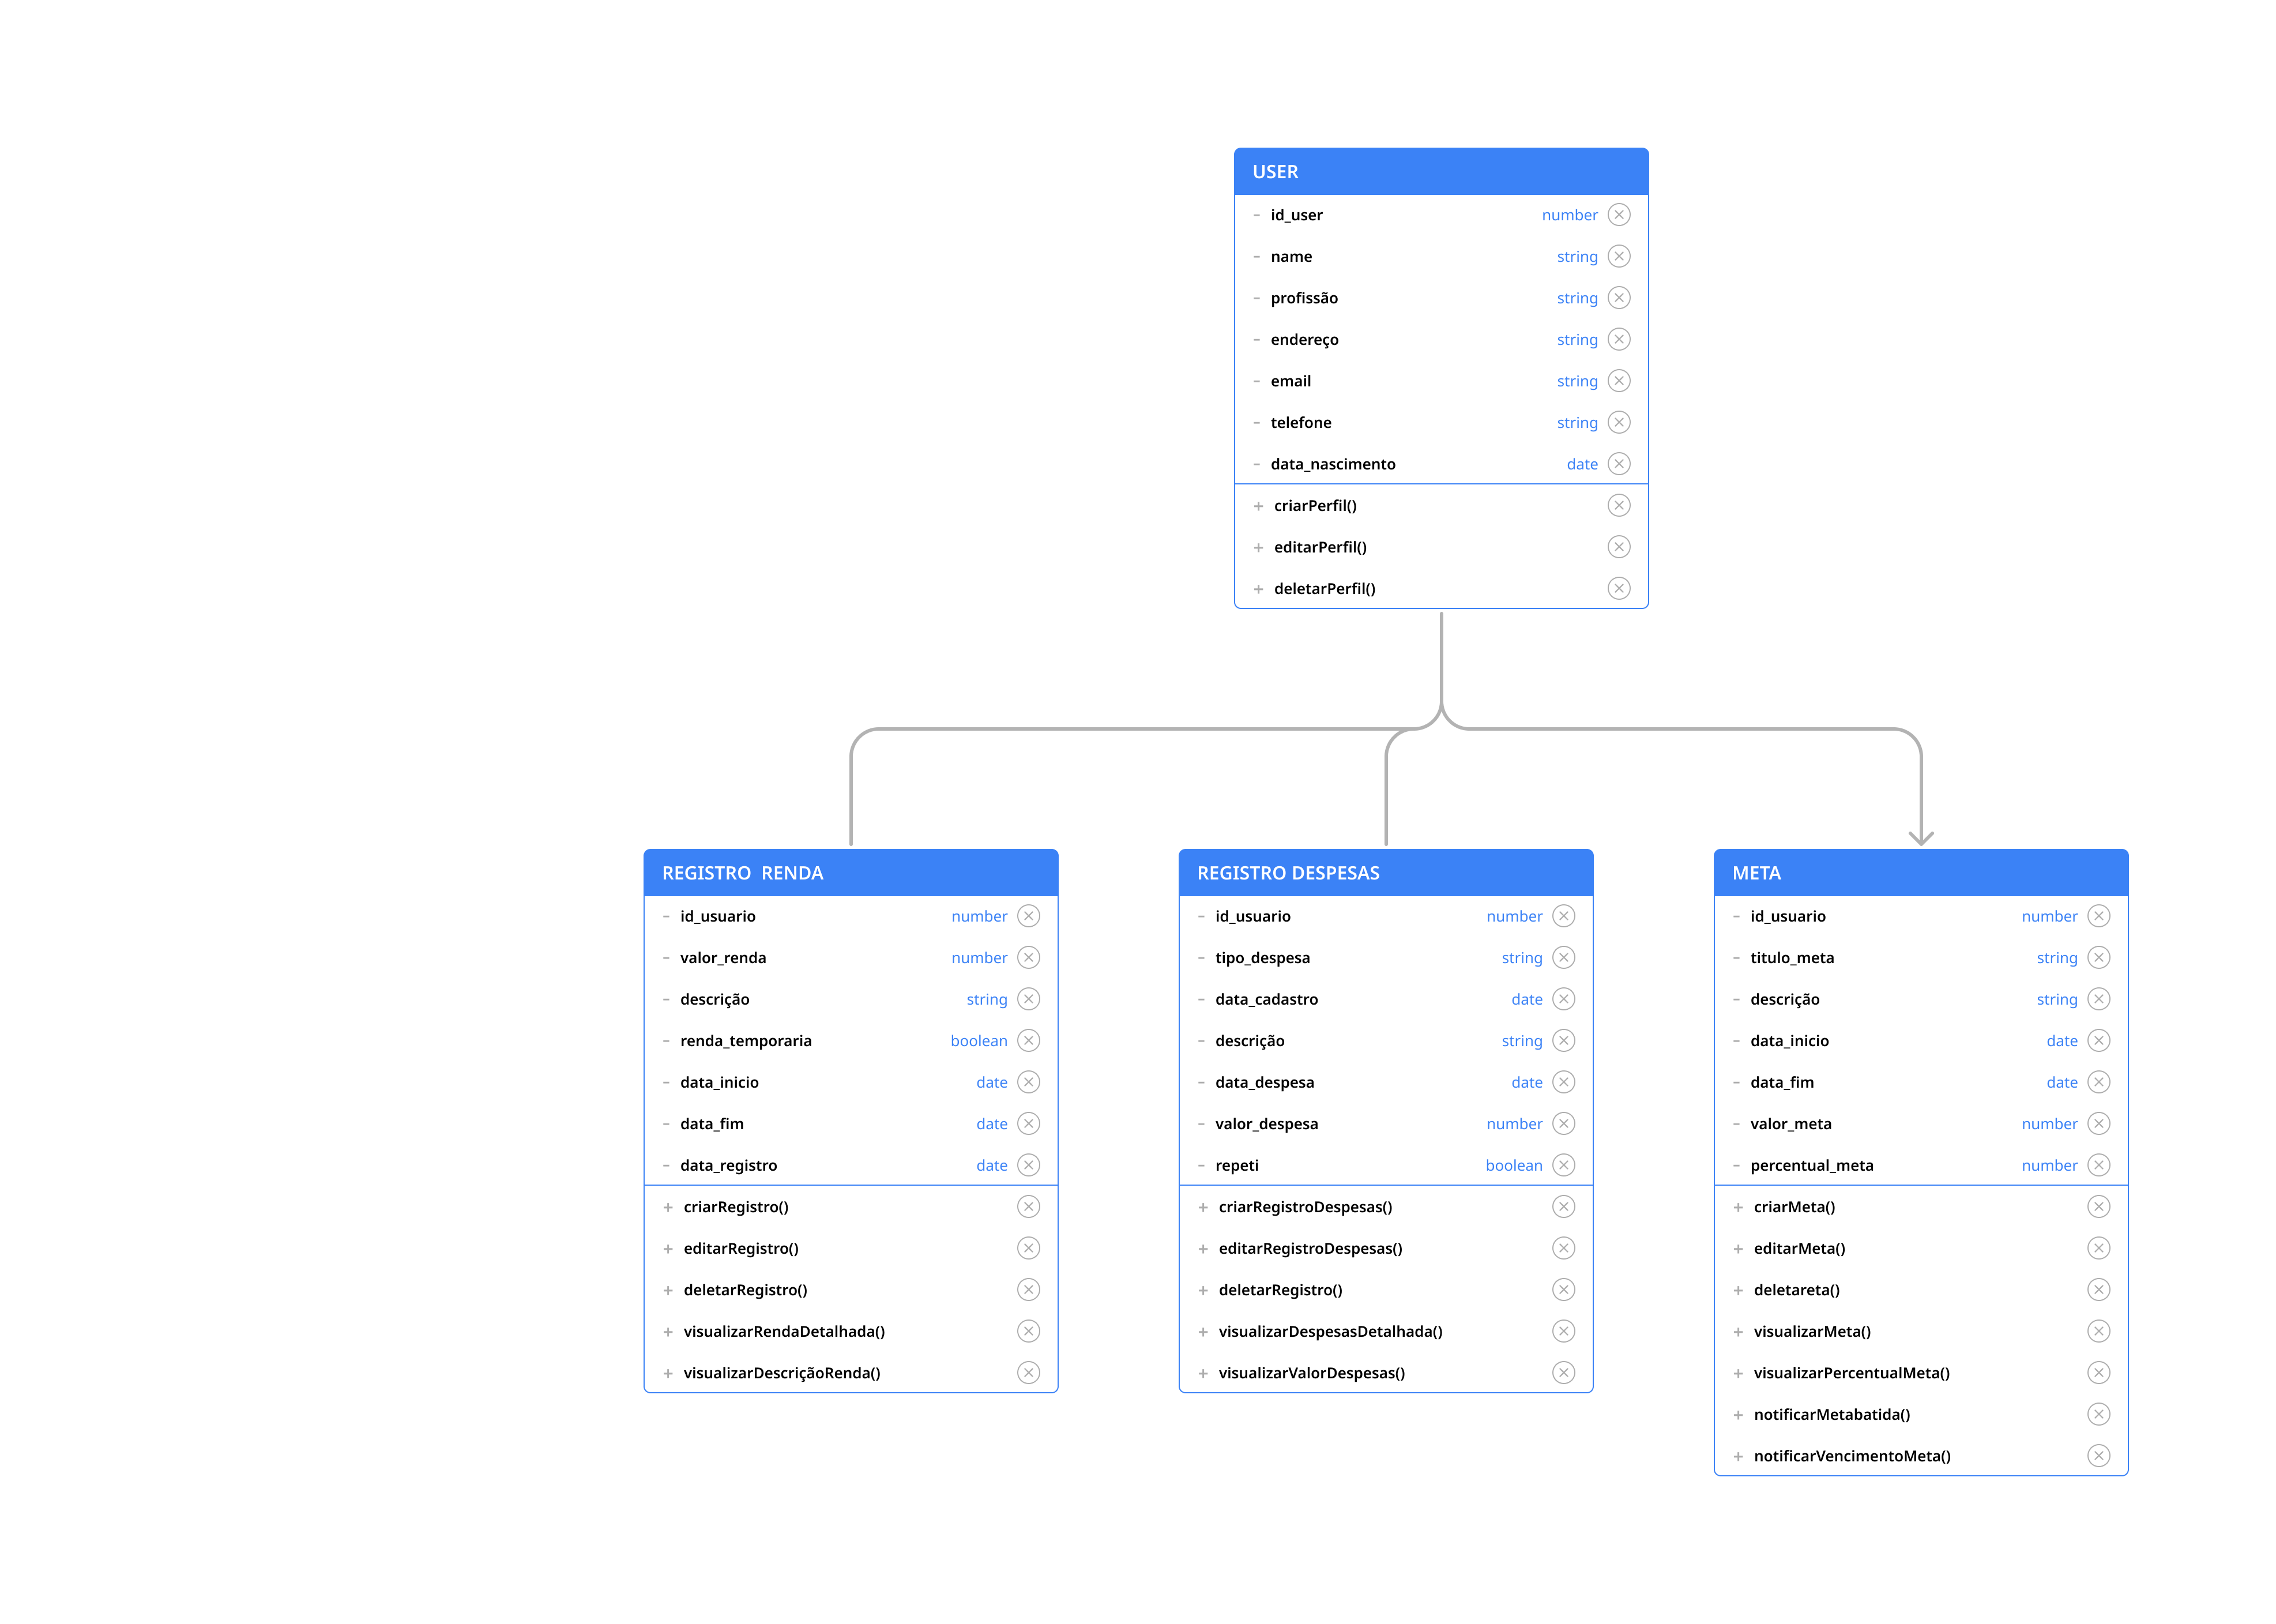 USER
- id_user number
- name string
- profissão string
- endereço string
- email string
- telefone string
- data_nascimento date
+ criarPerfil()
+ editarPerfil()
+ deletarPerfil()
REGISTRO  RENDA
- id_usuario number
- valor_renda number
- descrição string
- renda_temporaria boolean
- data_inicio date
- data_fim date
- data_registro date
+ criarRegistro()
+ editarRegistro()
+ deletarRegistro()
+ visualizarRendaDetalhada()
+ visualizarDescriçãoRenda()
REGISTRO DESPESAS
- id_usuario number
- tipo_despesa string
- data_cadastro date
- descrição string
- data_despesa date
- valor_despesa number
- repeti boolean
+ criarRegistroDespesas()
+ editarRegistroDespesas()
+ deletarRegistro()
+ visualizarDespesasDetalhada()
+ visualizarValorDespesas()
META
- id_usuario number
- titulo_meta string
- descrição string
- data_inicio date
- data_fim date
- valor_meta number
- percentual_meta number
+ criarMeta()
+ editarMeta()
+ deletareta()
+ visualizarMeta()
+ visualizarPercentualMeta()
+ notificarMetabatida()
+ notificarVencimentoMeta()